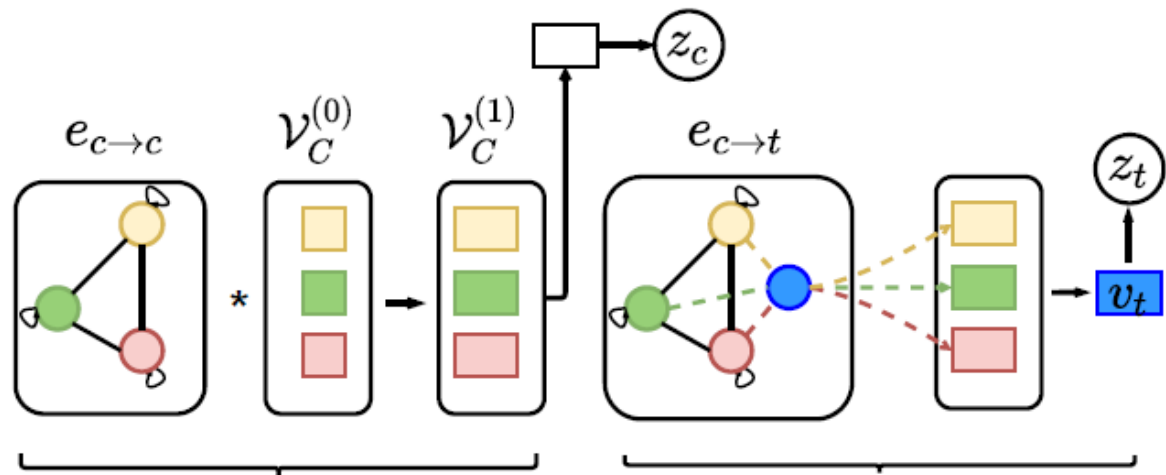 z_c
e_{c→c}
𝒱_C^{(0)}
𝒱_C^{(1)}
e_{c→t}
z_t
*
v_t